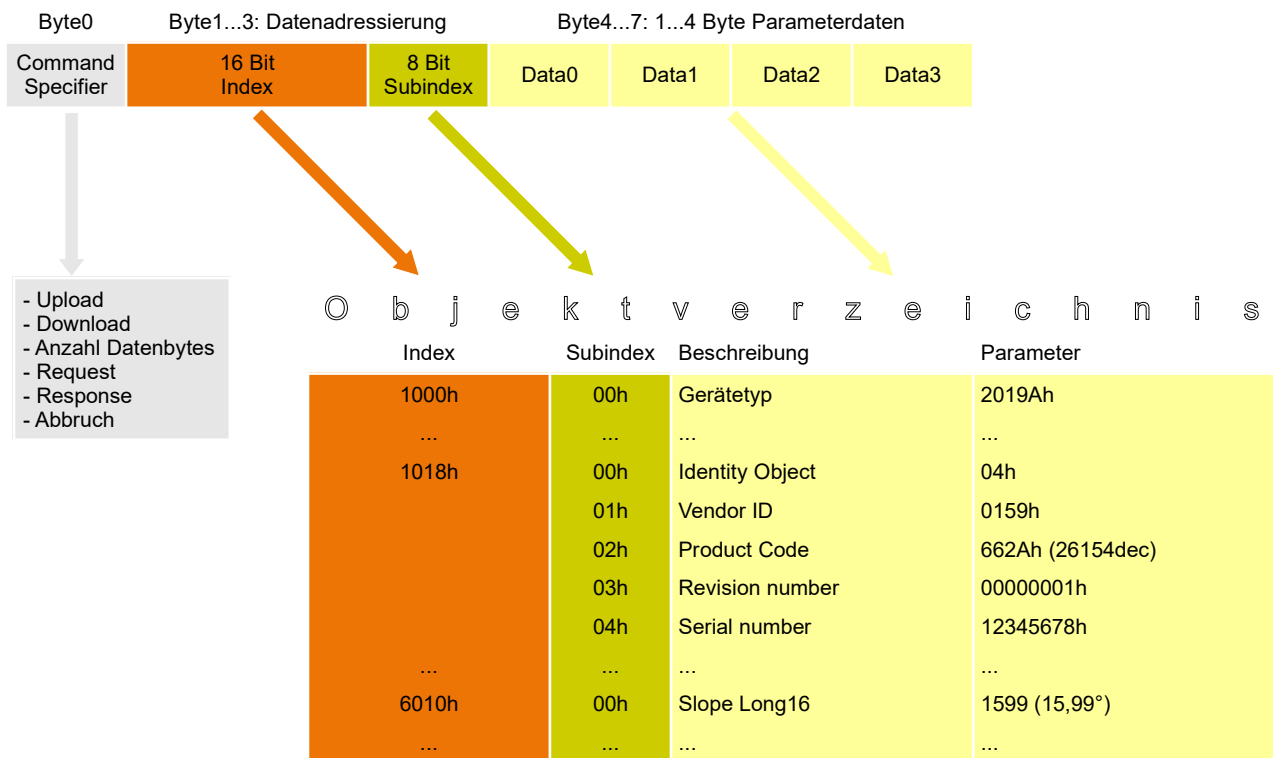 Byte0 Byte1...3: Datenadressierung Byte4...7: 1...4 Byte Parameterdaten
Command Specifier
16 Bit Index
8 Bit Subindex
Data0 Data1 Data2 Data3
- Upload
- Download
- Anzahl Datenbytes
- Request
- Response
- Abbruch
O b j e k t v e r z e i c h n i s
Index Subindex Beschreibung Parameter
1000h 00h Gerätetyp 2019Ah
... ... ... ...
1018h 00h Identity Object 04h
01h Vendor ID 0159h
02h Product Code 662Ah (26154dec)
03h Revision number 00000001h
04h Serial number 12345678h
... ... ... ...
6010h 00h Slope Long16 1599 (15,99°)
... ... ... ...